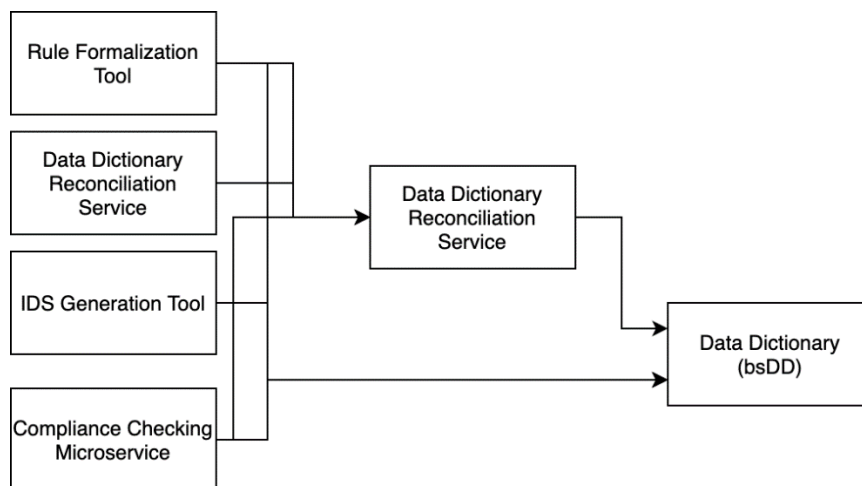 Rule Formalization
Tool
Data Dictionary
Reconciliation
Service
IDS Generation Tool
Compliance Checking
Microservice
Data Dictionary
Reconciliation
Service
Data Dictionary
(bsDD)